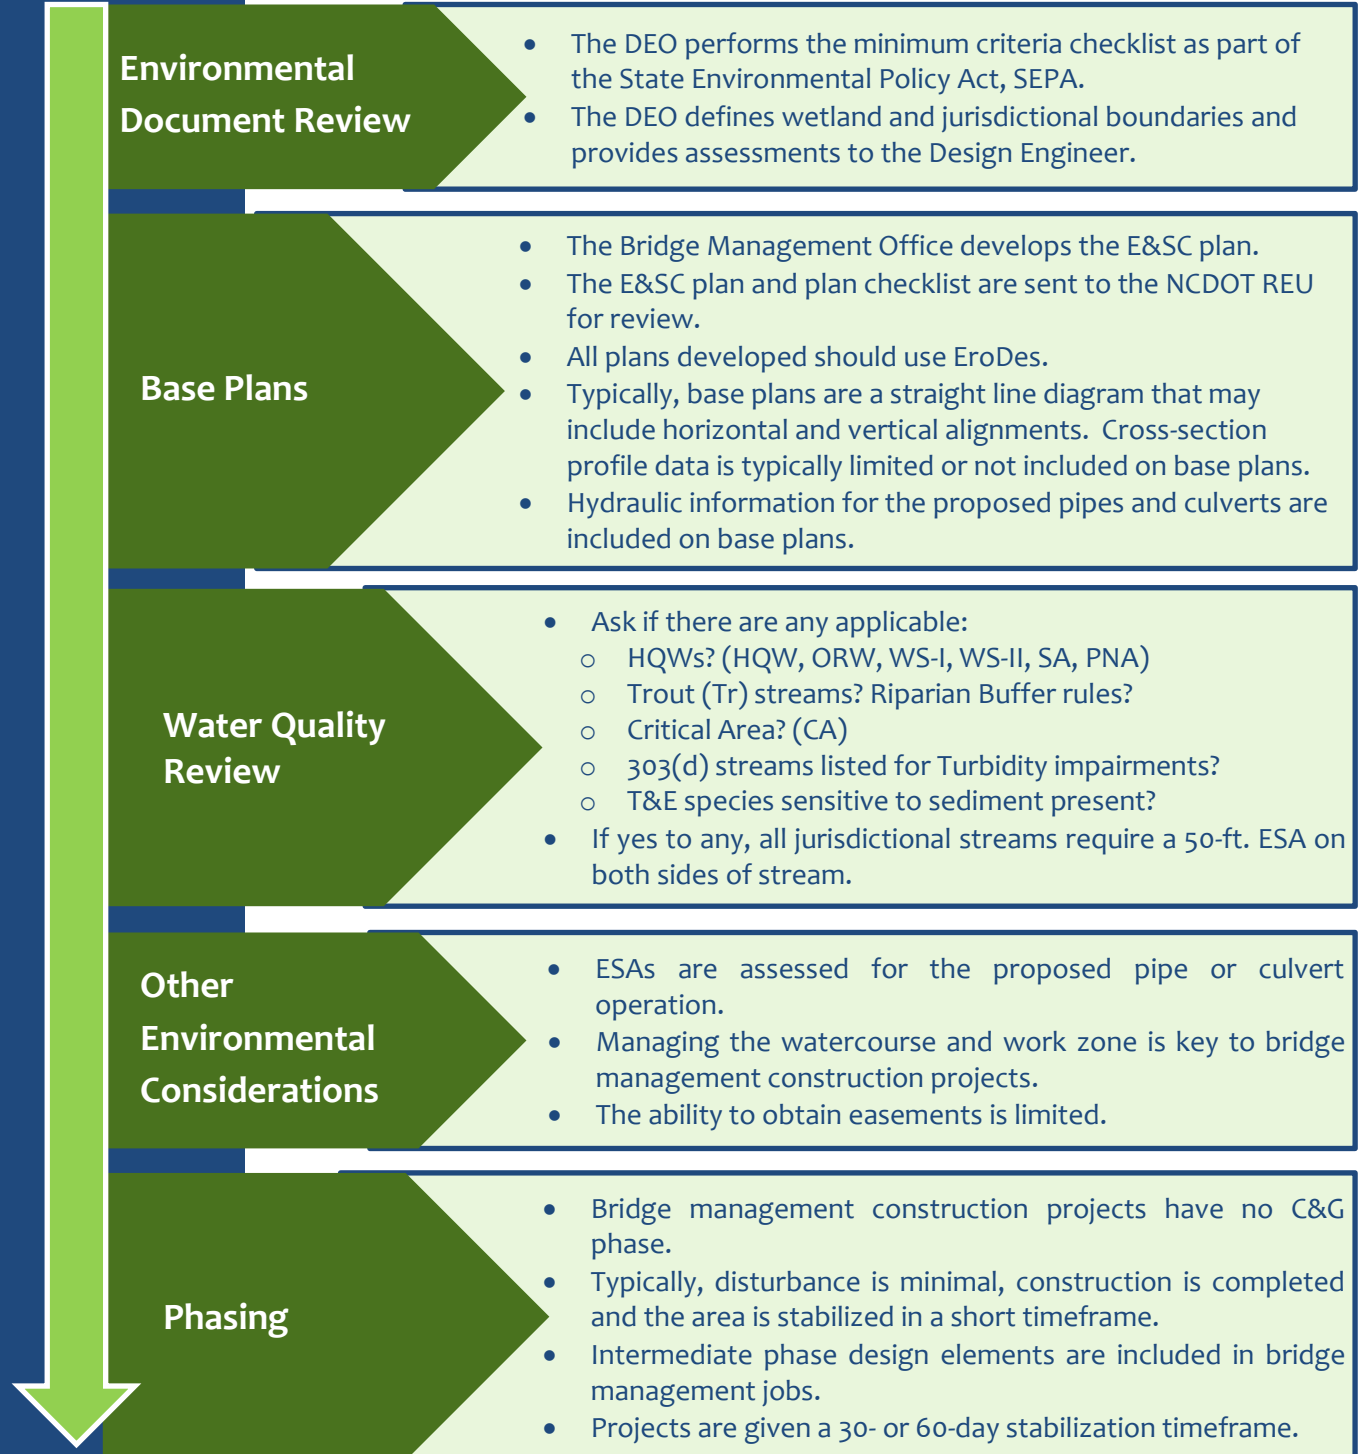 Environmental
Document Review
• The DEO performs the minimum criteria checklist as part of
the State Environmental Policy Act, SEPA.
• The DEO defines wetland and jurisdictional boundaries and
provides assessments to the Design Engineer.
Base Plans
• The Bridge Management Office develops the E&SC plan.
• The E&SC plan and plan checklist are sent to the NCDOT REU
for review.
• All plans developed should use EroDes.
• Typically, base plans are a straight line diagram that may
include horizontal and vertical alignments. Cross-section
profile data is typically limited or not included on base plans.
• Hydraulic information for the proposed pipes and culverts are
included on base plans.
Water Quality
Review
• Ask if there are any applicable:
o HQWs? (HQW, ORW, WS-I, WS-II, SA, PNA)
o Trout (Tr) streams? Riparian Buffer rules?
o Critical Area? (CA)
o 303(d) streams listed for Turbidity impairments?
o T&E species sensitive to sediment present?
• If yes to any, all jurisdictional streams require a 50-ft. ESA on
both sides of stream.
Other
Environmental
Considerations
• ESAs are assessed for the proposed pipe or culvert
operation.
• Managing the watercourse and work zone is key to bridge
management construction projects.
• The ability to obtain easements is limited.
Phasing
• Bridge management construction projects have no C&G
phase.
• Typically, disturbance is minimal, construction is completed
and the area is stabilized in a short timeframe.
• Intermediate phase design elements are included in bridge
management jobs.
• Projects are given a 30- or 60-day stabilization timeframe.